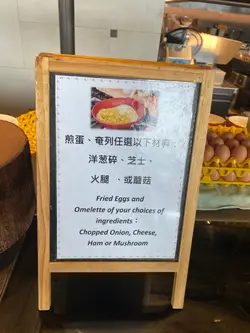 煎蛋、奄列任選以下材料：
洋葱碎、芝士、
火腿 、或蘑菇
Fried Eggs and
Omelette of your choices of
ingredients：
Chopped Onion, Cheese,
Ham or Mushroom